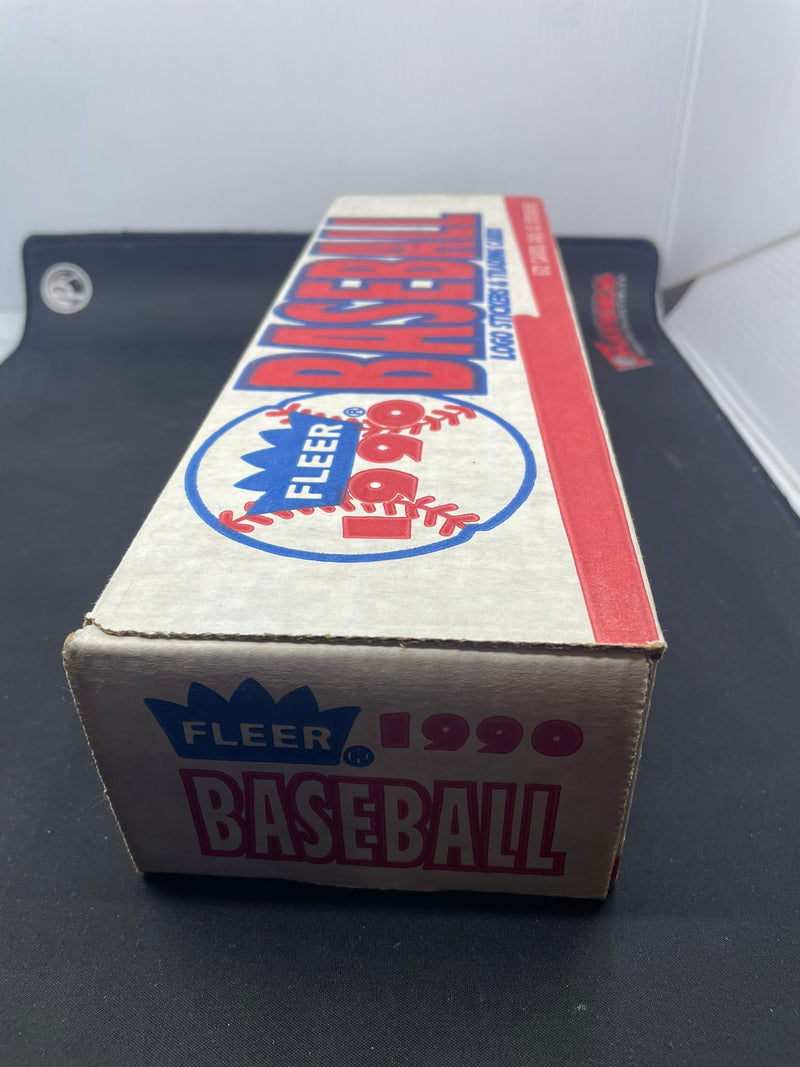 BASEBALL
LOGO STICKERS & TRADING CARDS
FLEER®
1990
FLEER®
1990
BASEBALL